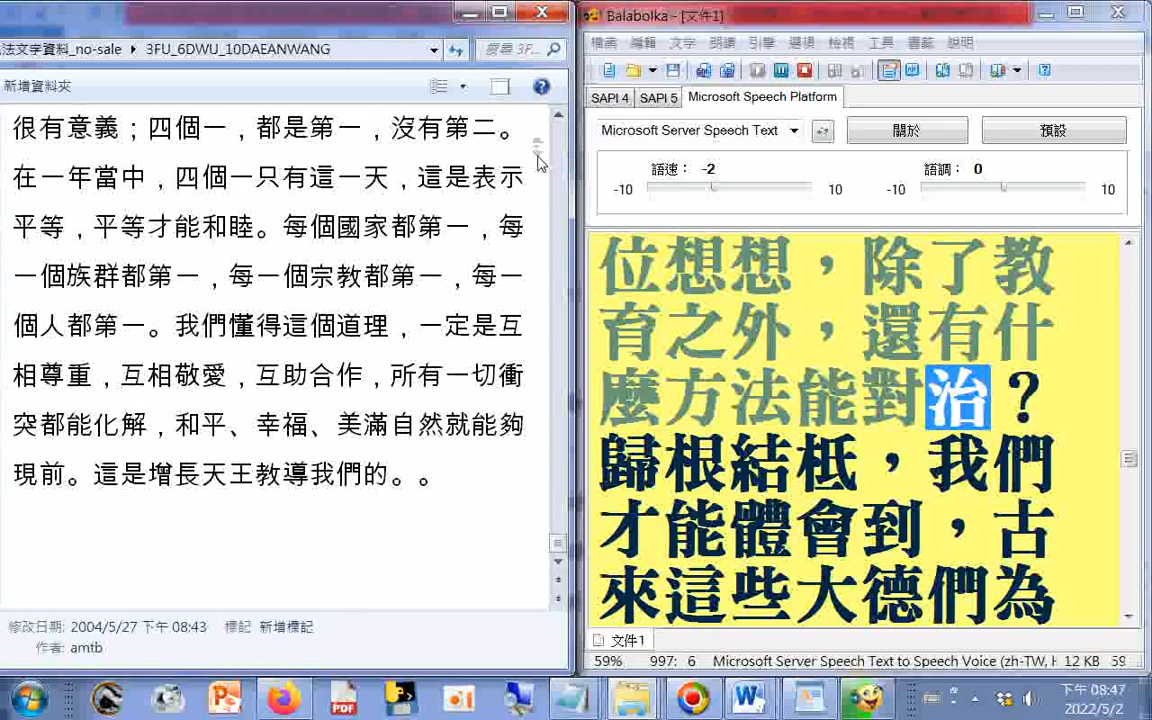 法文字資料_no-sale ▸ 3FU_6DWU_10DAEANWANG
搜尋 3F...
新增資料夾
很有意義；四個一，都是第一，沒有第二。
在一年當中，四個一只有這一天，這是表示
平等，平等才能和睦。每個國家都第一，每
一個族群都第一，每一個宗教都第一，每一
個人都第一。我們懂得這個道理，一定是互
相尊重，互相敬愛，互助合作，所有一切衝
突都能化解，和平、幸福、美滿自然就能夠
現前。這是增長天王教導我們的。。
修改日期: 2004/5/27 下午 08:43 標記 新增標記
作者: amtb
Balabolka - [文件1]
檔案 編輯 文字 朗讀 引擎 選項 檢視 工具 書籤 說明
SAPI 4 SAPI 5 Microsoft Speech Platform
Microsoft Server Speech Text
關於
預設
語速： -2
語調： 0
-10 10 -10 10
位想想，除了教
育之外，還有什
麼方法能對治？
歸根結柢，我們
才能體會到，古
來這些大德們為
文件1
59% 997: 6 Microsoft Server Speech Text to Speech Voice (zh-TW, H 12 KB 59
PDF
下午 08:47
2022/5/2